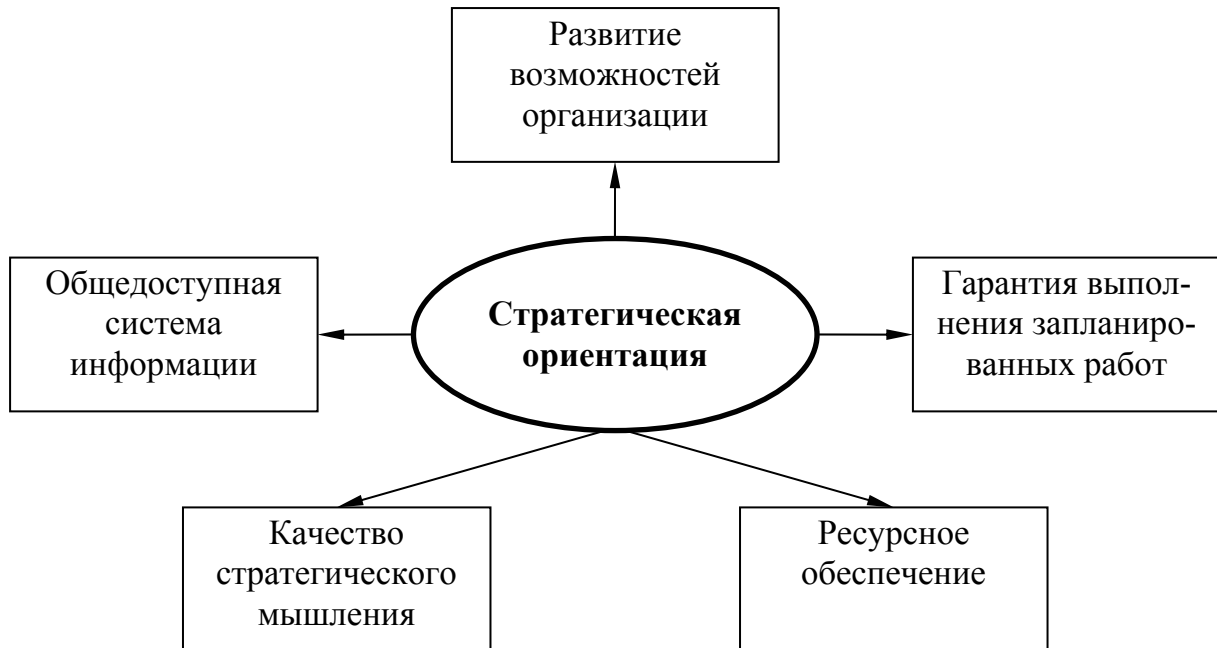 Развитие
возможностей
организации
Общедоступная
система
информации
Стратегическая
ориентация
Гарантия выпол-
нения запланиро-
ванных работ
Качество
стратегического
мышления
Ресурсное
обеспечение